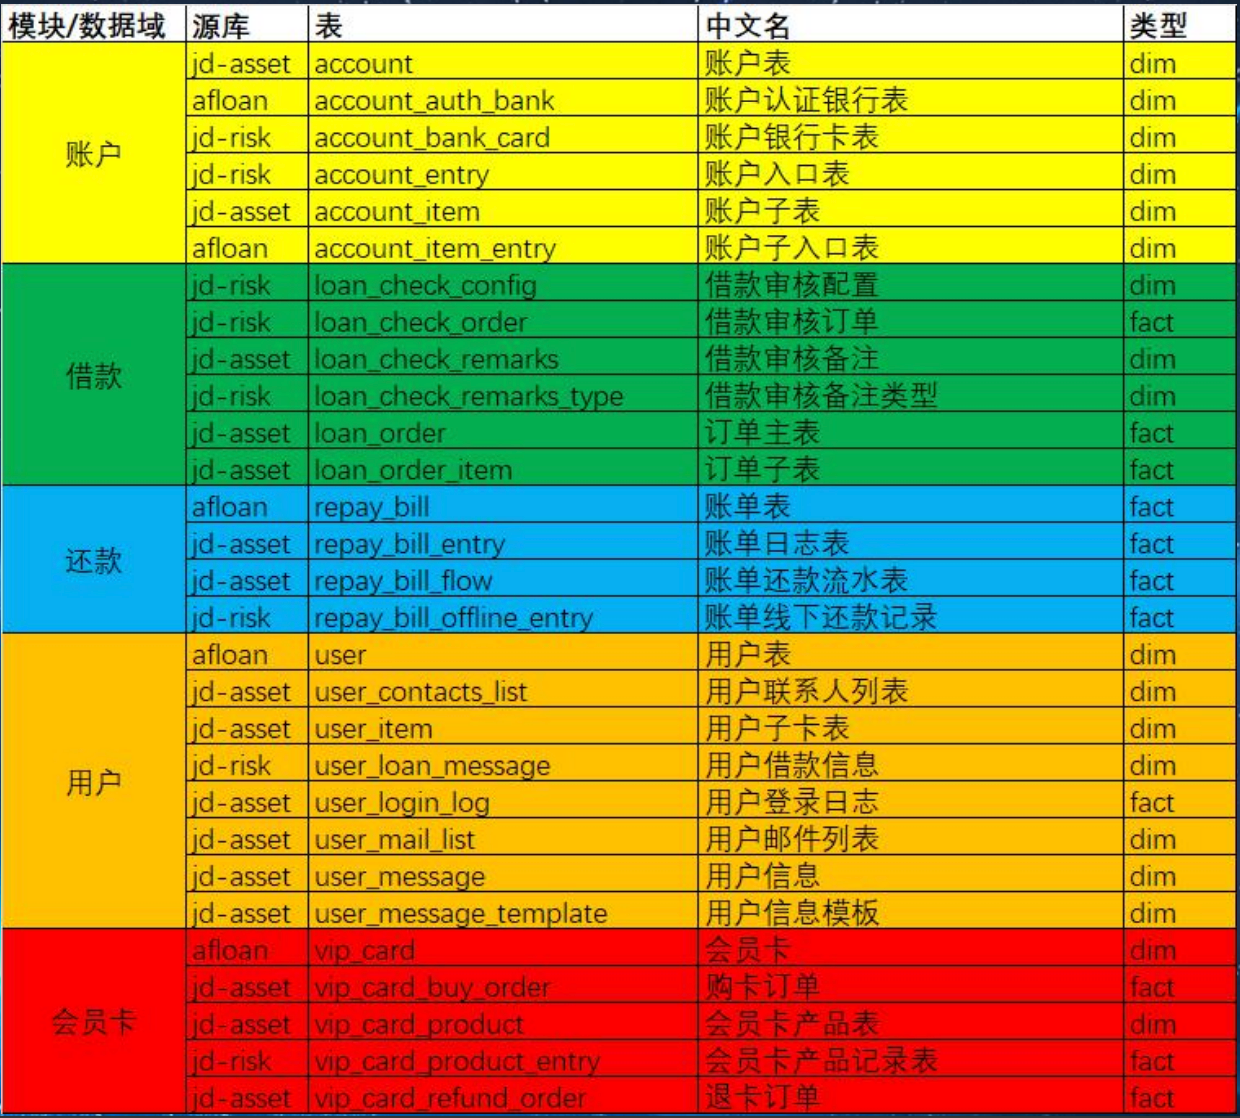 模块/数据域 源库 表 中文名 类型
账户
jd-asset account 账户表 dim
afloan account_auth_bank 账户认证银行表 dim
jd-risk account_bank_card 账户银行卡表 dim
jd-risk account_entry 账户入口表 dim
jd-asset account_item 账户子表 dim
afloan account_item_entry 账户子入口表 dim
借款
jd-risk loan_check_config 借款审核配置 dim
jd-risk loan_check_order 借款审核订单 fact
jd-asset loan_check_remarks 借款审核备注 dim
jd-risk loan_check_remarks_type 借款审核备注类型 dim
jd-asset loan_order 订单主表 fact
jd-asset loan_order_item 订单子表 fact
还款
afloan repay_bill 账单表 fact
jd-asset repay_bill_entry 账单日志表 fact
jd-asset repay_bill_flow 账单还款流水表 fact
jd-risk repay_bill_offline_entry 账单线下还款记录 fact
用户
afloan user 用户表 dim
jd-asset user_contacts_list 用户联系人列表 dim
jd-asset user_item 用户子卡表 dim
jd-risk user_loan_message 用户借款信息 dim
jd-asset user_login_log 用户登录日志 fact
jd-asset user_mail_list 用户邮件列表 dim
jd-asset user_message 用户信息 dim
jd-asset user_message_template 用户信息模板 dim
会员卡
afloan vip_card 会员卡 dim
jd-asset vip_card_buy_order 购卡订单 fact
jd-asset vip_card_product 会员卡产品表 dim
jd-risk vip_card_product_entry 会员卡产品记录表 fact
jd-asset vip_card_refund_order 退卡订单 fact